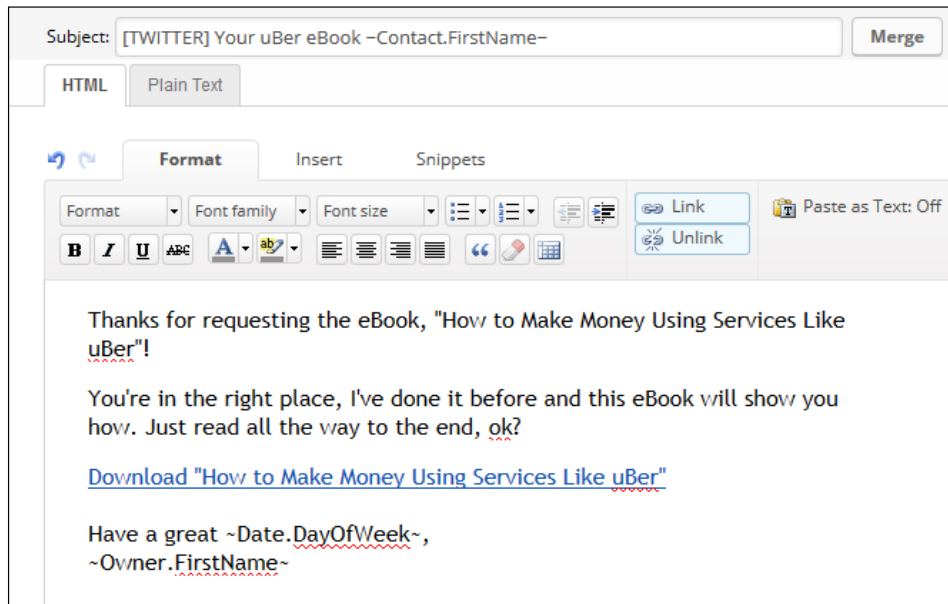 Subject: [TWITTER] Your uBer eBook ~Contact.FirstName~ Merge
HTML Plain Text
Format Insert Snippets
Format Font family Font size Link Paste as Text: Off
B I U ABC A ab Unlink
Thanks for requesting the eBook, "How to Make Money Using Services Like
uBer"!
You're in the right place, I've done it before and this eBook will show you
how. Just read all the way to the end, ok?
Download "How to Make Money Using Services Like uBer"
Have a great ~Date.DayOfWeek~,
~Owner.FirstName~